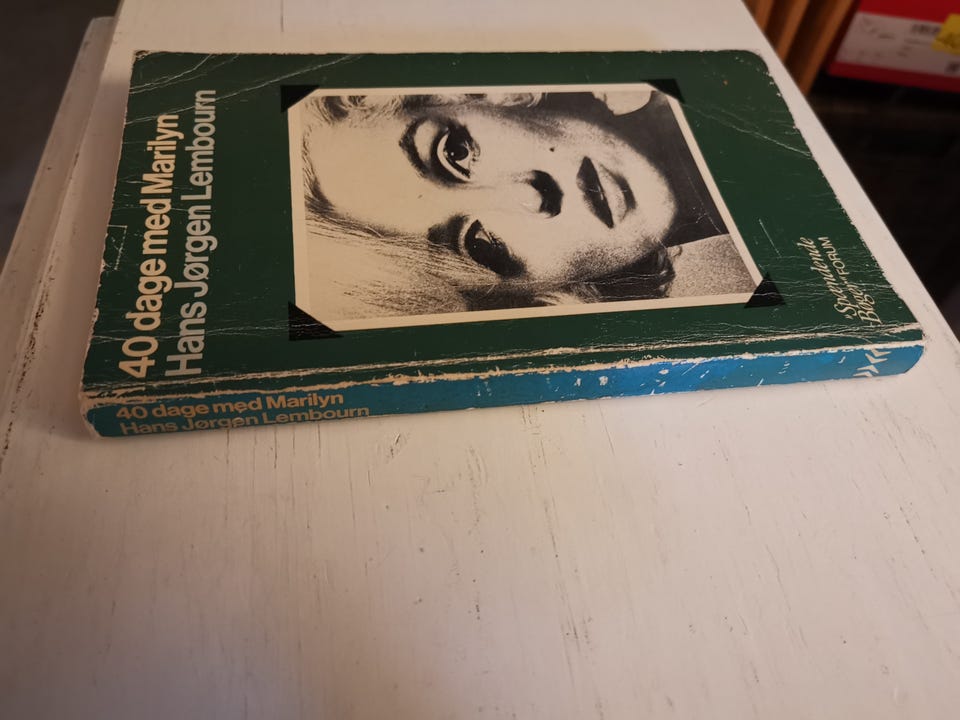 40 dage med Marilyn
Hans Jørgen Lembourn
Spændende
Bøger FORUM
40 dage med Marilyn
Hans Jørgen Lembourn